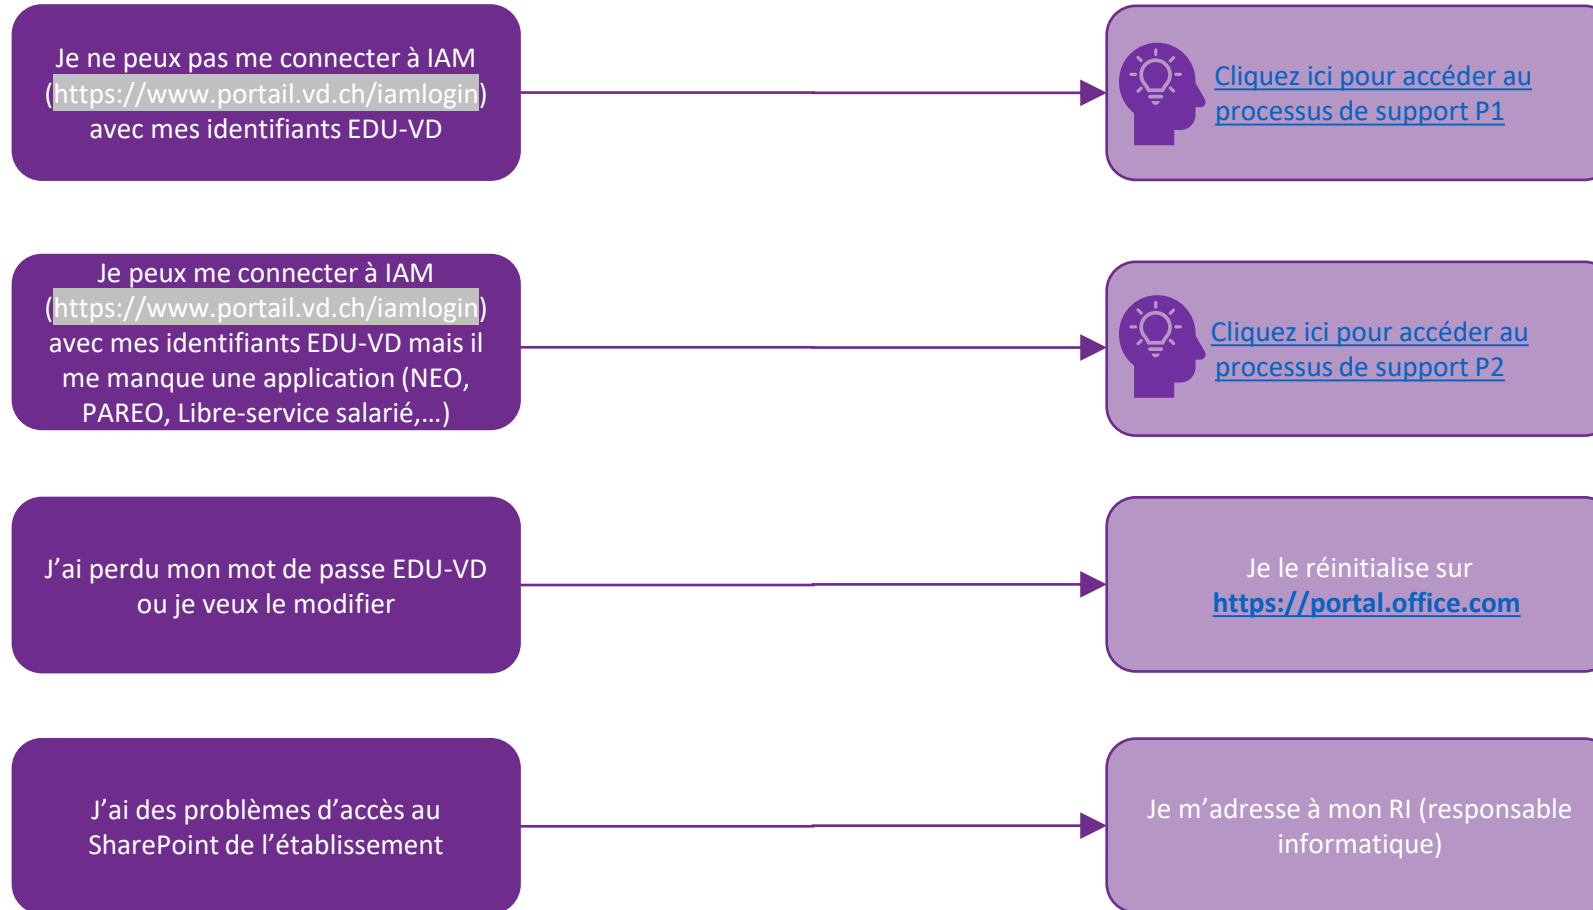 Je ne peux pas me connecter à IAM
(https://www.portail.vd.ch/iamlogin)
avec mes identifiants EDU-VD
Cliquez ici pour accéder au
processus de support P1
Je peux me connecter à IAM
(https://www.portail.vd.ch/iamlogin)
avec mes identifiants EDU-VD mais il
me manque une application (NEO,
PAREO, Libre-service salarié,…)
Cliquez ici pour accéder au
processus de support P2
J’ai perdu mon mot de passe EDU-VD
ou je veux le modifier
Je le réinitialise sur
https://portal.office.com
J’ai des problèmes d’accès au
SharePoint de l’établissement
Je m’adresse à mon RI (responsable
informatique)